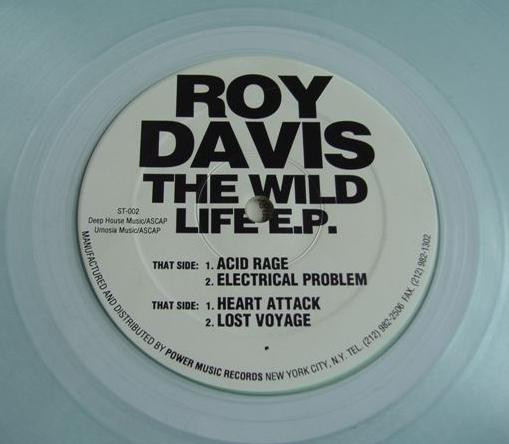 ROY
DAVIS
THE WILD
LIFE E.P.
ST-002
Deep House Music/ASCAP
Umosia Music/ASCAP
THAT SIDE: 1. ACID RAGE
2. ELECTRICAL PROBLEM
THAT SIDE: 1. HEART ATTACK
2. LOST VOYAGE
MANUFACTURED AND DISTRIBUTED BY POWER MUSIC RECORDS NEW YORK CITY, N.Y. TEL. (212) 982-2506 FAX. (212) 982-1302